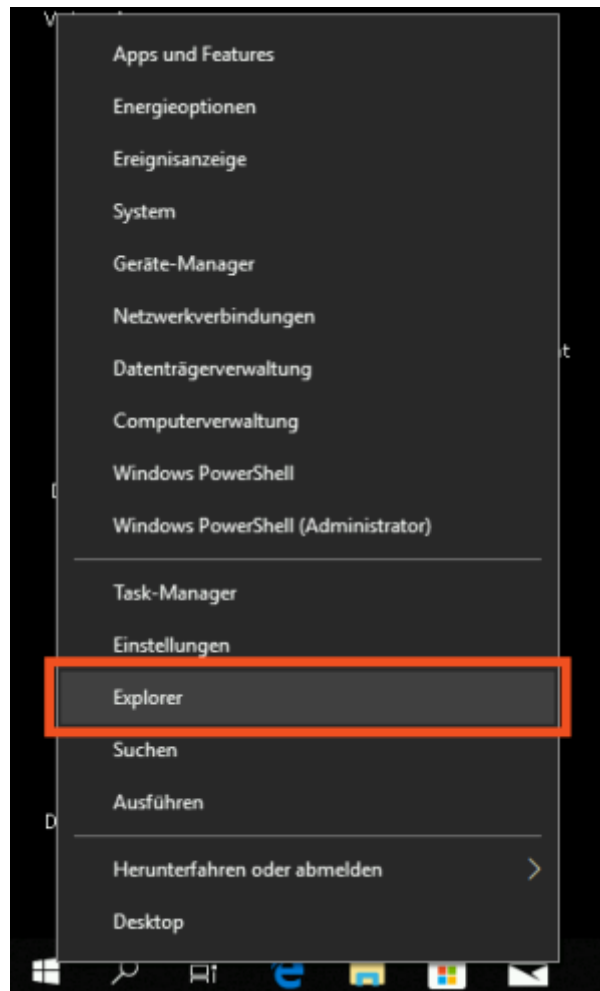 Apps und Features
Energieoptionen
Ereignisanzeige
System
Geräte-Manager
Netzwerkverbindungen
Datenträgerverwaltung
Computerverwaltung
Windows PowerShell
Windows PowerShell (Administrator)
Task-Manager
Einstellungen
Explorer
Suchen
Ausführen
Herunterfahren oder abmelden
Desktop